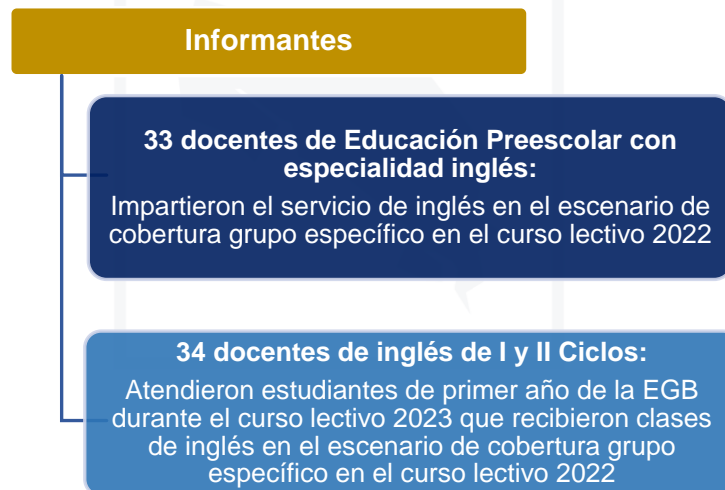 Informantes
33 docentes de Educación Preescolar con
especialidad inglés:
Impartieron el servicio de inglés en el escenario de
cobertura grupo específico en el curso lectivo 2022
34 docentes de inglés de I y II Ciclos:
Atendieron estudiantes de primer año de la EGB
durante el curso lectivo 2023 que recibieron clases
de inglés en el escenario de cobertura grupo
específico en el curso lectivo 2022